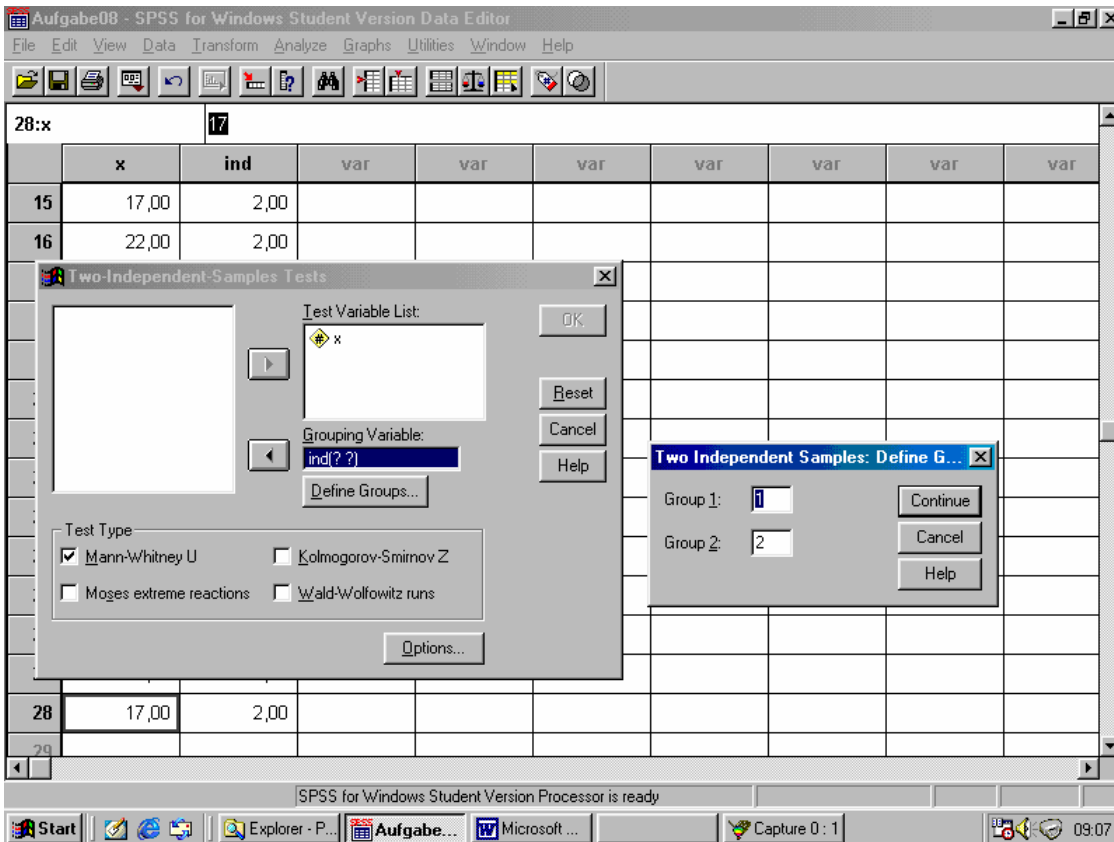 Aufgabe08 - SPSS for Windows Student Version Data Editor
File Edit View Data Transform Analyze Graphs Utilities Window Help
28:x 17
x ind var var var var var var var
15 17,00 2,00
16 22,00 2,00
Two-Independent-Samples Tests
Test Variable List:
x
OK
Reset
Cancel
Help
Grouping Variable:
ind(? ?)
Define Groups...
Test Type
Mann-Whitney U Kolmogorov-Smirnov Z
Moses extreme reactions Wald-Wolfowitz runs
Options...
Two Independent Samples: Define G...
Group 1: 1 Continue
Group 2: 2 Cancel
Help
28 17,00 2,00
29
SPSS for Windows Student Version Processor is ready
Start Explorer - P... Aufgabe... Microsoft ... Capture 0 : 1 09:07